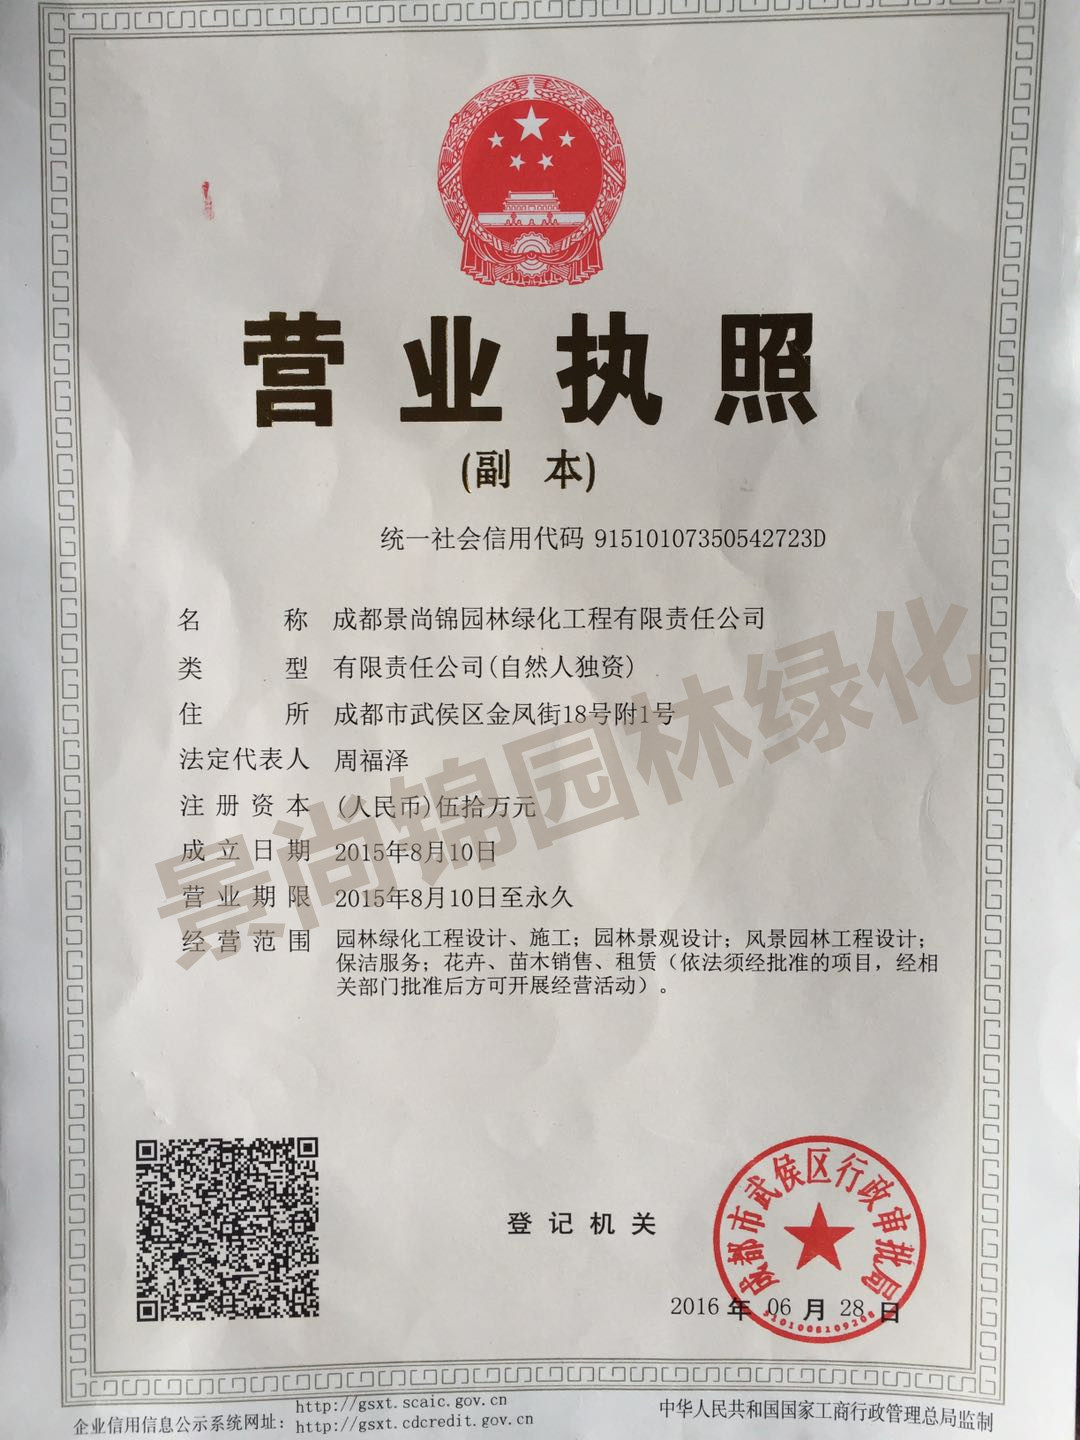 营业执照
(副 本)
统一社会信用代码 91510107350542723D
名 称 成都景尚锦园林绿化工程有限责任公司
类 型 有限责任公司(自然人独资)
住 所 成都市武侯区金凤街18号附1号
法定代表人 周福泽
注册资本 (人民币)伍拾万元
成立日期 2015年8月10日
营业期限 2015年8月10日至永久
经营范围 园林绿化工程设计、施工；园林景观设计；风景园林工程设计；
保洁服务；花卉、苗木销售、租赁（依法须经批准的项目，经相
关部门批准后方可开展经营活动）。
景尚锦园林绿化
登记机关
成都市武侯区行政审批局
5101008109208
2016 年 06 月 28 日
企业信用信息公示系统网址：
http://gsxt.scaic.gov.cn
http://gsxt.cdcredit.gov.cn
中华人民共和国国家工商行政管理总局监制